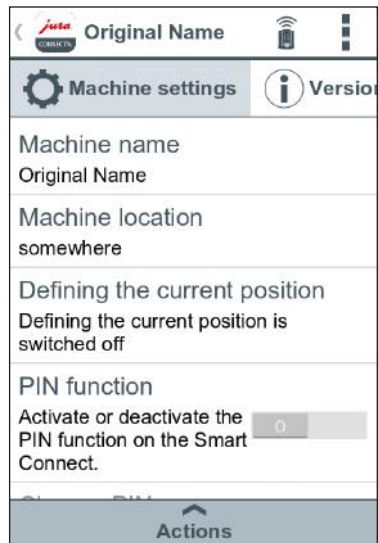 jura
CONNECT
Original Name
Machine settings
i Versio
Machine name
Original Name
Machine location
somewhere
Defining the current position
Defining the current position is
switched off
PIN function
Activate or deactivate the
PIN function on the Smart
Connect.
0
Actions